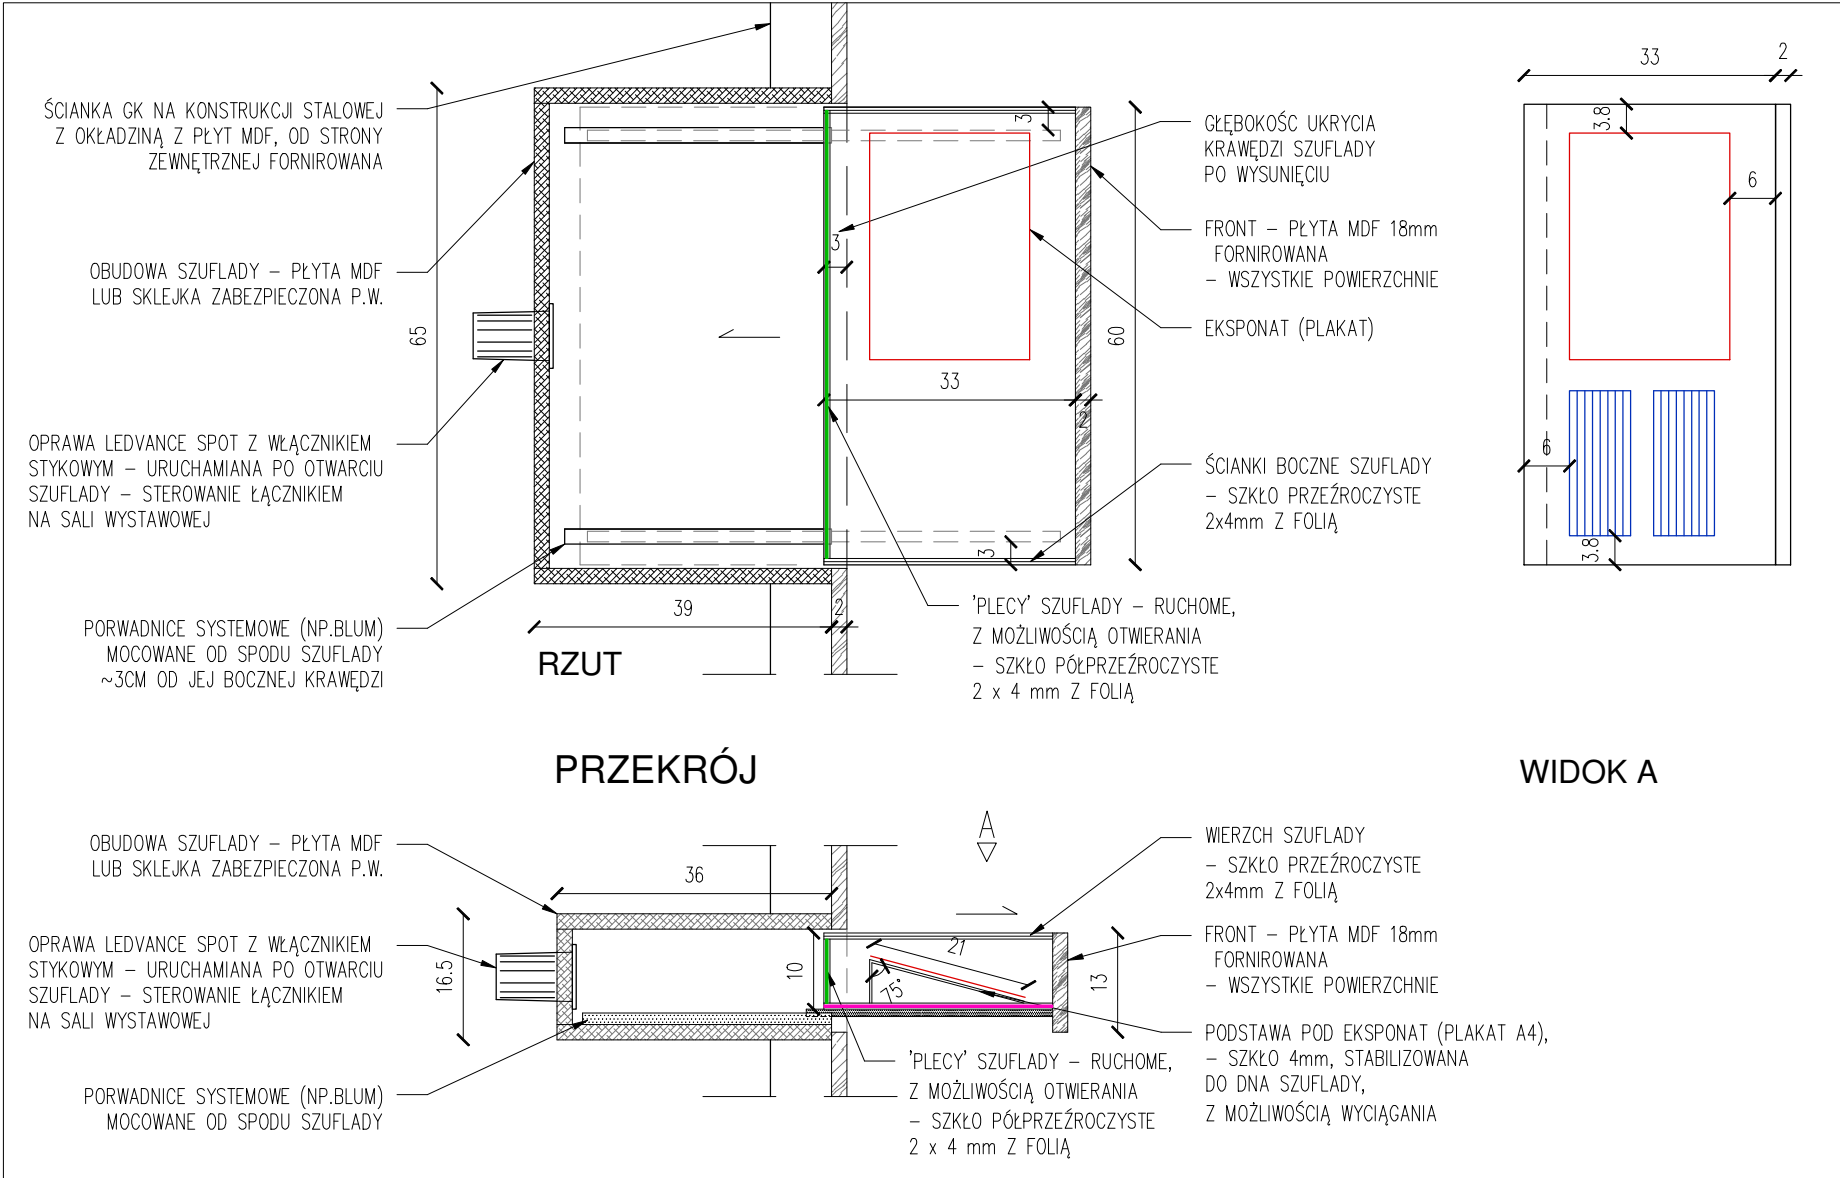 ŚCIANKA GK NA KONSTRUKCJI STALOWEJ
Z OKŁADZINĄ Z PŁYT MDF, OD STRONY
ZEWNĘTRZNEJ FORNIROWANA
OBUDOWA SZUFLADY – PŁYTA MDF
LUB SKLEJKA ZABEZPIECZONA P.W.
OPRAWA LEDVANCE SPOT Z WŁĄCZNIKIEM
STYKOWYM – URUCHAMIANA PO OTWARCIU
SZUFLADY – STEROWANIE ŁĄCZNIKIEM
NA SALI WYSTAWOWEJ
PORWADNICE SYSTEMOWE (NP.BLUM)
MOCOWANE OD SPODU SZUFLADY
~3CM OD JEJ BOCZNEJ KRAWĘDZI
65
39
2
RZUT
3
3
33
2
60
3
GŁĘBOKOŚC UKRYCIA
KRAWĘDZI SZUFLADY
PO WYSUNIĘCIU
FRONT – PŁYTA MDF 18mm
FORNIROWANA
– WSZYSTKIE POWIERZCHNIE
EKSPONAT (PLAKAT)
ŚCIANKI BOCZNE SZUFLADY
– SZKŁO PRZEŹROCZYSTE
2x4mm Z FOLIĄ
'PLECY' SZUFLADY – RUCHOME,
Z MOŻLIWOŚCIĄ OTWIERANIA
– SZKŁO PÓŁPRZEŹROCZYSTE
2 x 4 mm Z FOLIĄ
33
2
3.8
6
6
3.8
WIDOK A
PRZEKRÓJ
OBUDOWA SZUFLADY – PŁYTA MDF
LUB SKLEJKA ZABEZPIECZONA P.W.
OPRAWA LEDVANCE SPOT Z WŁĄCZNIKIEM
STYKOWYM – URUCHAMIANA PO OTWARCIU
SZUFLADY – STEROWANIE ŁĄCZNIKIEM
NA SALI WYSTAWOWEJ
PORWADNICE SYSTEMOWE (NP.BLUM)
MOCOWANE OD SPODU SZUFLADY
36
16.5
10
A
21
75°
13
WIERZCH SZUFLADY
– SZKŁO PRZEŹROCZYSTE
2x4mm Z FOLIĄ
FRONT – PŁYTA MDF 18mm
FORNIROWANA
– WSZYSTKIE POWIERZCHNIE
PODSTAWA POD EKSPONAT (PLAKAT A4),
– SZKŁO 4mm, STABILIZOWANA
DO DNA SZUFLADY,
Z MOŻLIWOŚCIĄ WYCIĄGANIA
'PLECY' SZUFLADY – RUCHOME,
Z MOŻLIWOŚCIĄ OTWIERANIA
– SZKŁO PÓŁPRZEŹROCZYSTE
2 x 4 mm Z FOLIĄ